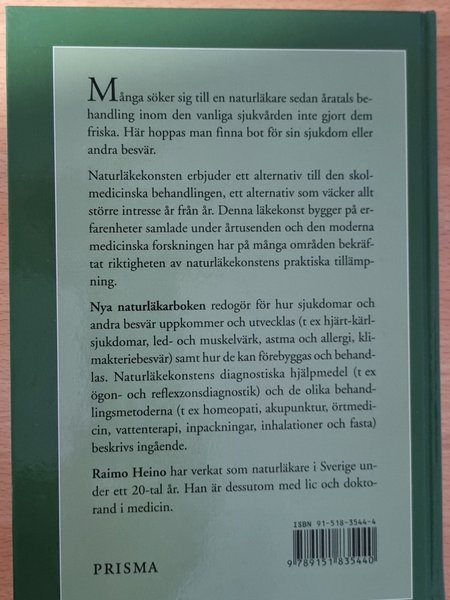 Många söker sig till en naturläkare sedan åratals be-
handling inom den vanliga sjukvården inte gjort dem
friska. Här hoppas man finna bot för sin sjukdom eller
andra besvär.
Naturläkekonsten erbjuder ett alternativ till den skol-
medicinska behandlingen, ett alternativ som väcker allt
större intresse år från år. Denna läkekonst bygger på er-
farenheter samlade under årtusenden och den moderna
medicinska forskningen har på många områden bekräf-
tat riktigheten av naturläkekonstens praktiska tillämp-
ning.
Nya naturläkarboken redogör för hur sjukdomar och
andra besvär uppkommer och utvecklas (t ex hjärt-kärl-
sjukdomar, led- och muskelvärk, astma och allergi, kli-
makteriebesvär) samt hur de kan förebyggas och behand-
las. Naturläkekonstens diagnostiska hjälpmedel (t ex
ögon- och reflexzonsdiagnostik) och de olika behand-
lingsmetoderna (t ex homeopati, akupunktur, örtmedi-
cin, vattenterapi, inpackningar, inhalationer och fasta)
beskrivs ingående.
Raimo Heino har verkat som naturläkare i Sverige un-
der ett 20-tal år. Han är dessutom med lic och dokto-
rand i medicin.
ISBN 91-518-3544-4
9 789151 835440
PRISMA